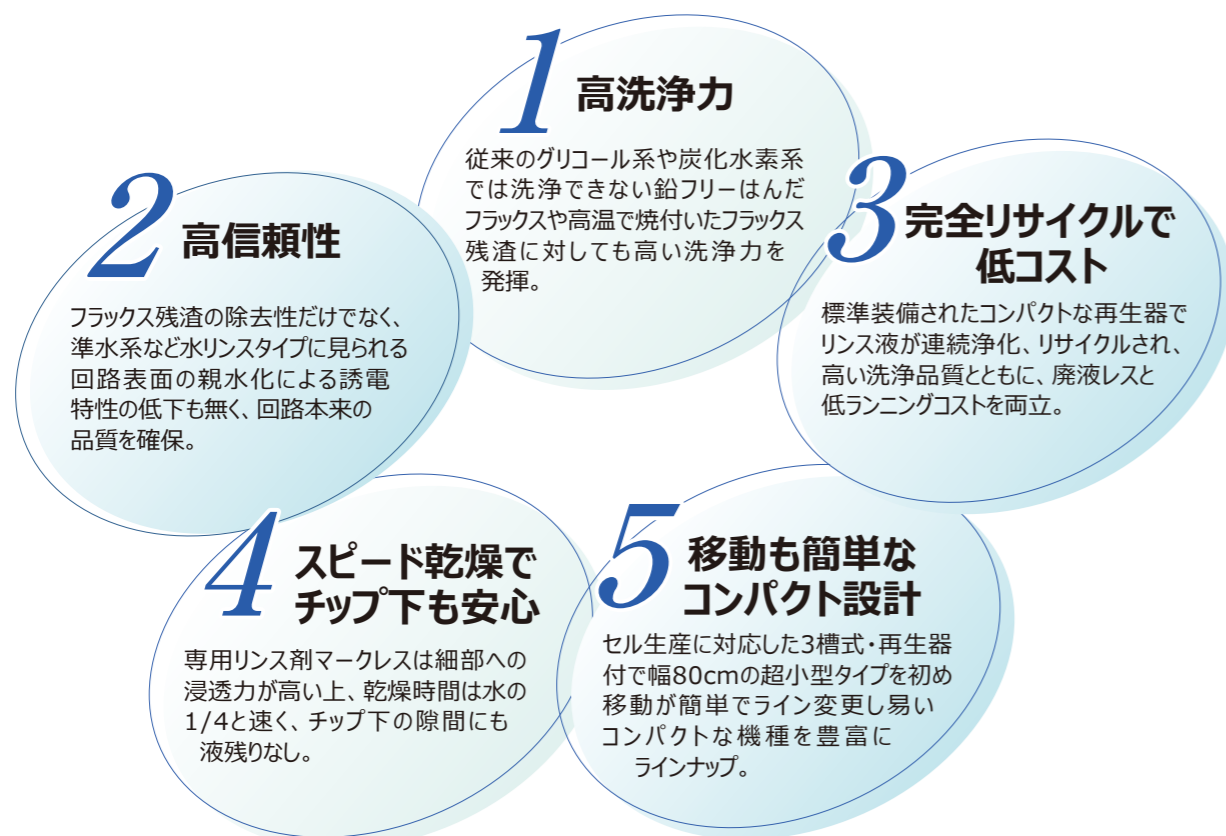 1
高洗浄力
従来のグリコール系や炭化水素系
では洗浄できない鉛フリーはんだ
フラックスや高温で焼付いたフラックス
残渣に対しても高い洗浄力を
発揮。
2
高信頼性
フラックス残渣の除去性だけでなく、
準水系など水リンスタイプに見られる
回路表面の親水化による誘電
特性の低下も無く、回路本来の
品質を確保。
3
完全リサイクルで
低コスト
標準装備されたコンパクトな再生器で
リンス液が連続浄化、リサイクルされ、
高い洗浄品質とともに、廃液レスと
低ランニングコストを両立。
4
スピード乾燥で
チップ下も安心
専用リンス剤マークレスは細部への
浸透力が高い上、乾燥時間は水の
1/4と速く、チップ下の隙間にも
液残りなし。
5
移動も簡単な
コンパクト設計
セル生産に対応した3槽式・再生器
付で幅80cmの超小型タイプを初め
移動が簡単でライン変更し易い
コンパクトな機種を豊富に
ラインナップ。